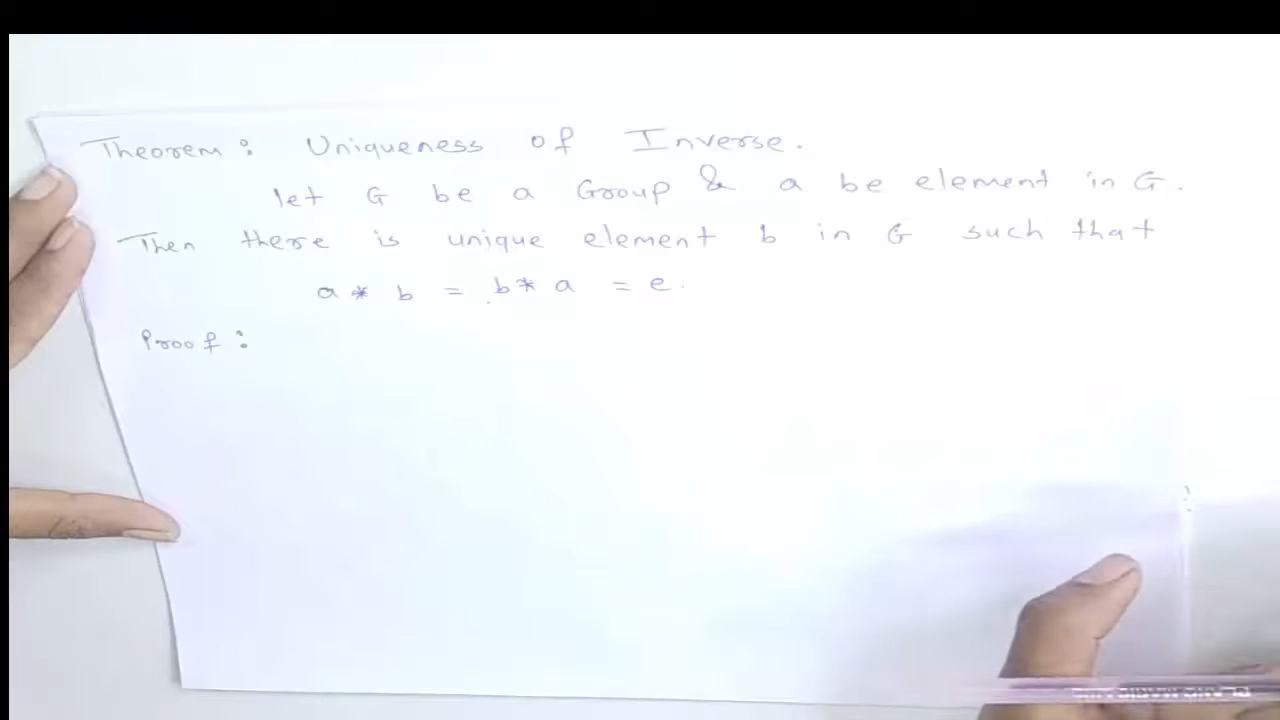 Theorem: Uniqueness of Inverse.
let G be a Group & a be element in G.
Then there is unique element b in G such that
a * b = b * a = e.
Proof: